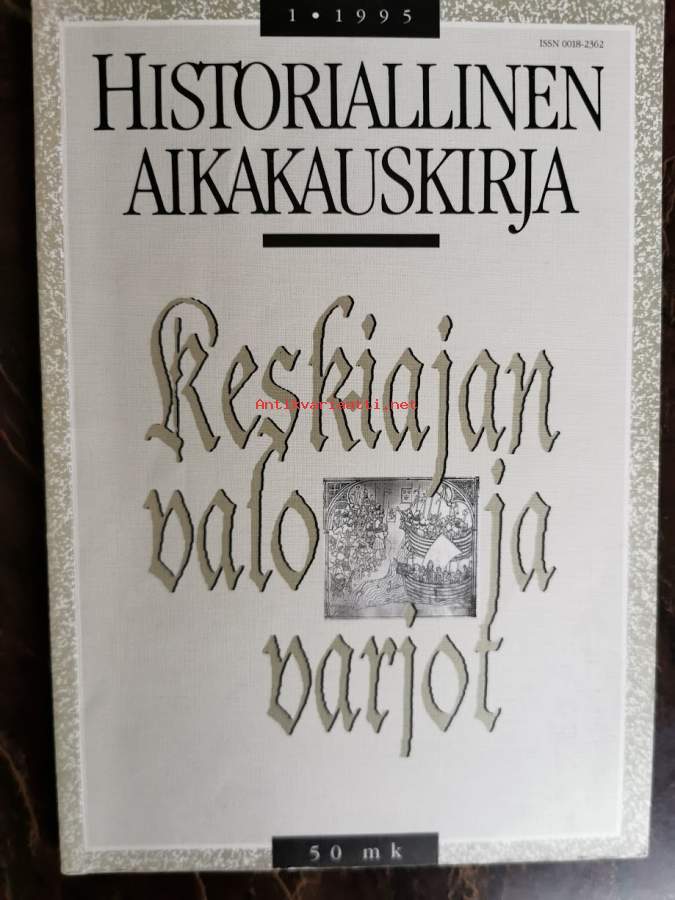 1 • 1995
ISSN 0018-2362
HISTORIALLINEN
AIKAKAUSKIRJA
Keskiajan
Antikvariaatti.net
valo ja
varjot
50 mk